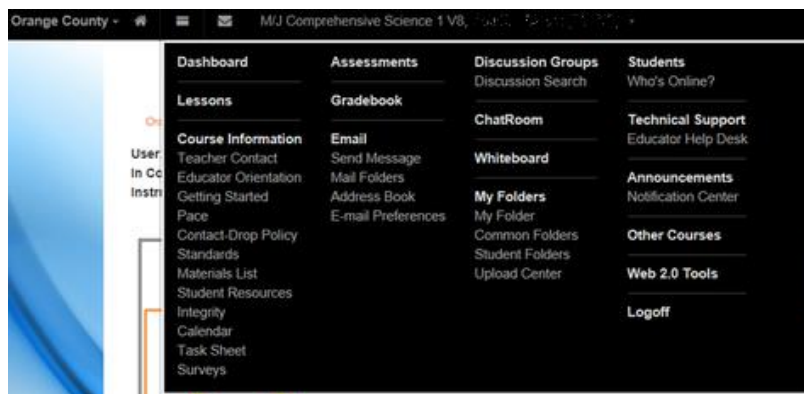 Orange County
M/J Comprehensive Science 1 V8,
Dashboard
Lessons
Course Information
Teacher Contact
Educator Orientation
Getting Started
Pace
Contact-Drop Policy
Standards
Materials List
Student Resources
Integrity
Calendar
Task Sheet
Surveys
Assessments
Gradebook
Email
Send Message
Mail Folders
Address Book
E-mail Preferences
Discussion Groups
Discussion Search
ChatRoom
Whiteboard
My Folders
My Folder
Common Folders
Student Folders
Upload Center
Students
Who's Online?
Technical Support
Educator Help Desk
Announcements
Notification Center
Other Courses
Web 2.0 Tools
Logoff
User
In Co
Instr